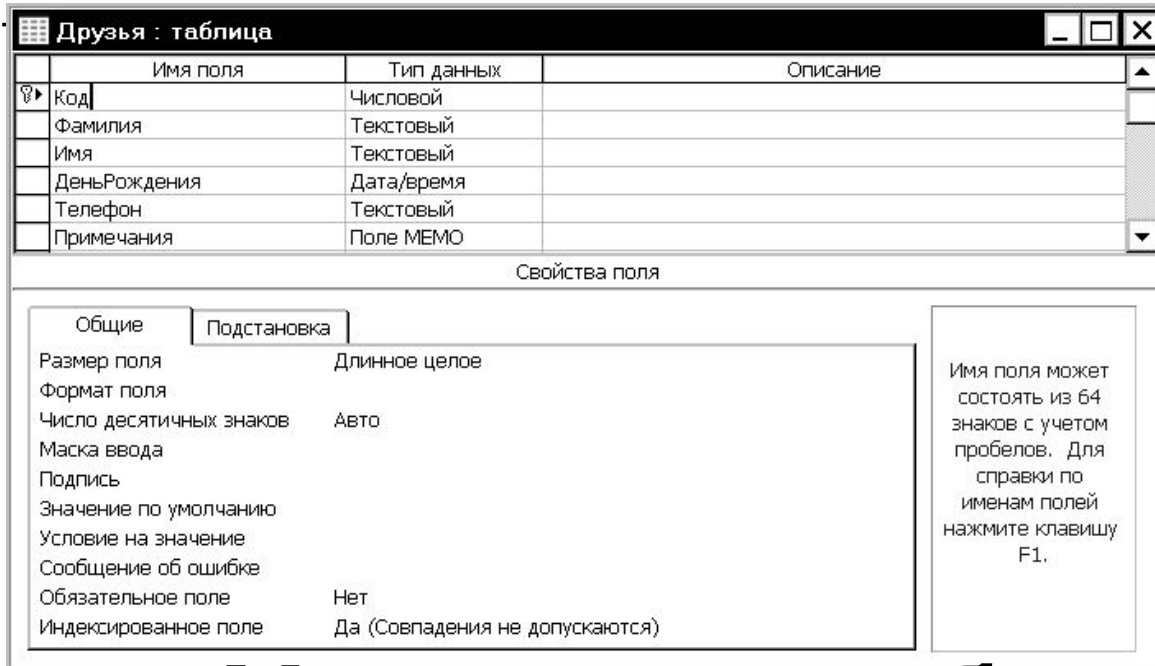 Друзья : таблица
Имя поля Тип данных Описание
Код Числовой
Фамилия Текстовый
Имя Текстовый
ДеньРождения Дата/время
Телефон Текстовый
Примечания Поле MEMO
Свойства поля
Общие Подстановка
Размер поля Длинное целое
Формат поля
Число десятичных знаков Авто
Маска ввода
Подпись
Значение по умолчанию
Условие на значение
Сообщение об ошибке
Обязательное поле Нет
Индексированное поле Да (Совпадения не допускаются)
Имя поля может
состоять из 64
знаков с учетом
пробелов. Для
справки по
именам полей
нажмите клавишу
F1.